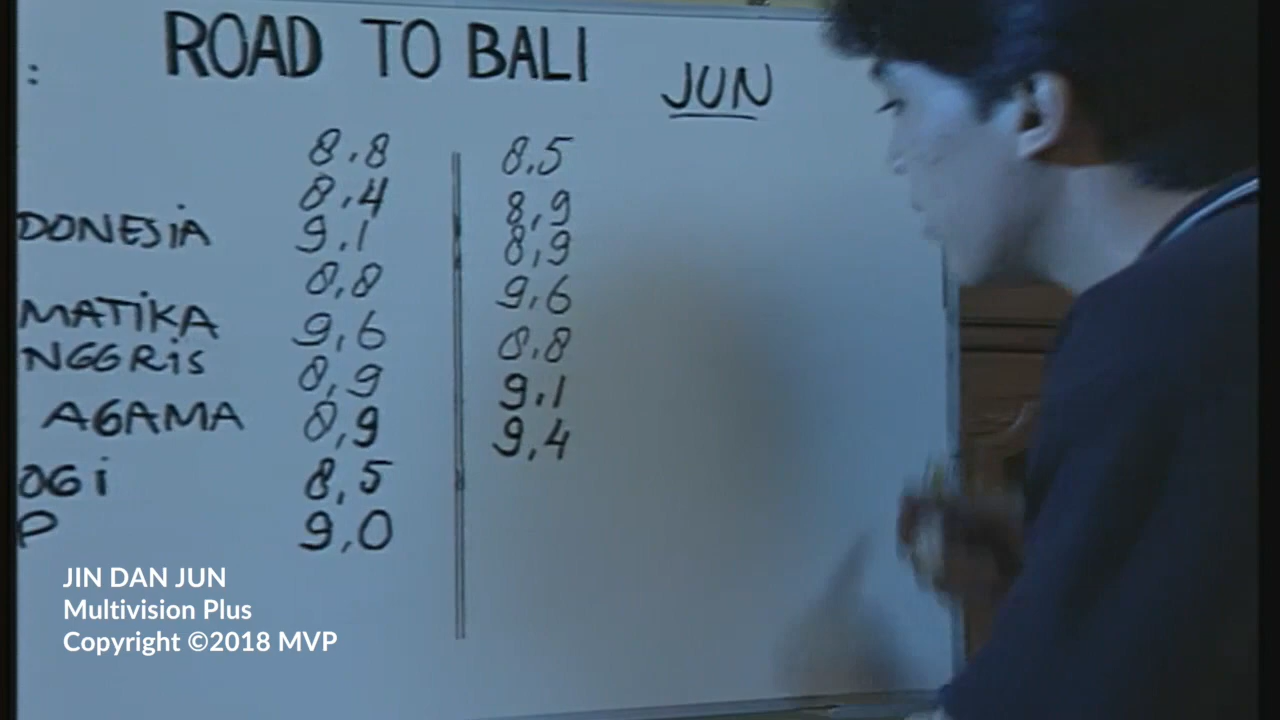 : ROAD TO BALI
JUN
8.8 8.5
8,4 8,9
DONESIA 9.1 8,9
8,8 9,6
MATIKA 9,6 8.8
NGGRIS 8,9 9.1
AGAMA 8,9 9,4
OGI 8,5
P 9,0
JIN DAN JUN
Multivision Plus
Copyright ©2018 MVP